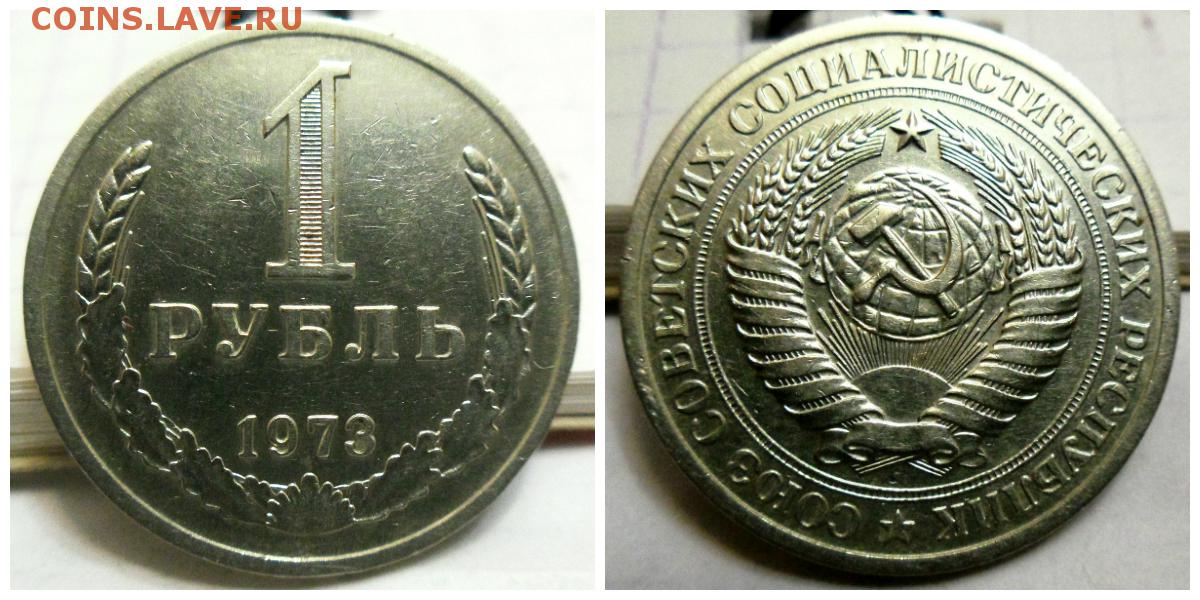 COINS.LAVE.RU
1
РУБЛЬ
1973
СОЮЗ СОВЕТСКИХ СОЦИАЛИСТИЧЕСКИХ РЕСПУБЛИК